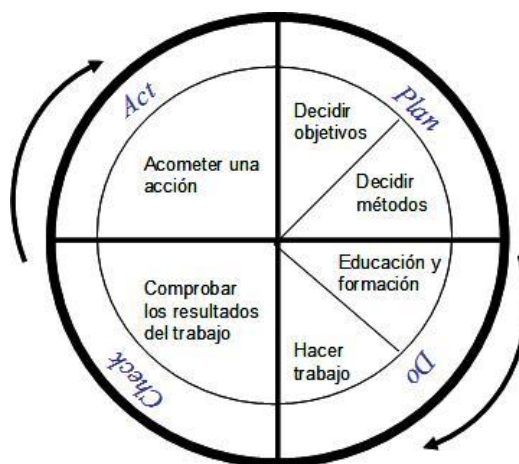 Act
Plan
Decidir
objetivos
Acometer una
acción
Decidir
métodos
Comprobar
los resultados
del trabajo
Educación y
formación
Hacer
trabajo
Check
Do